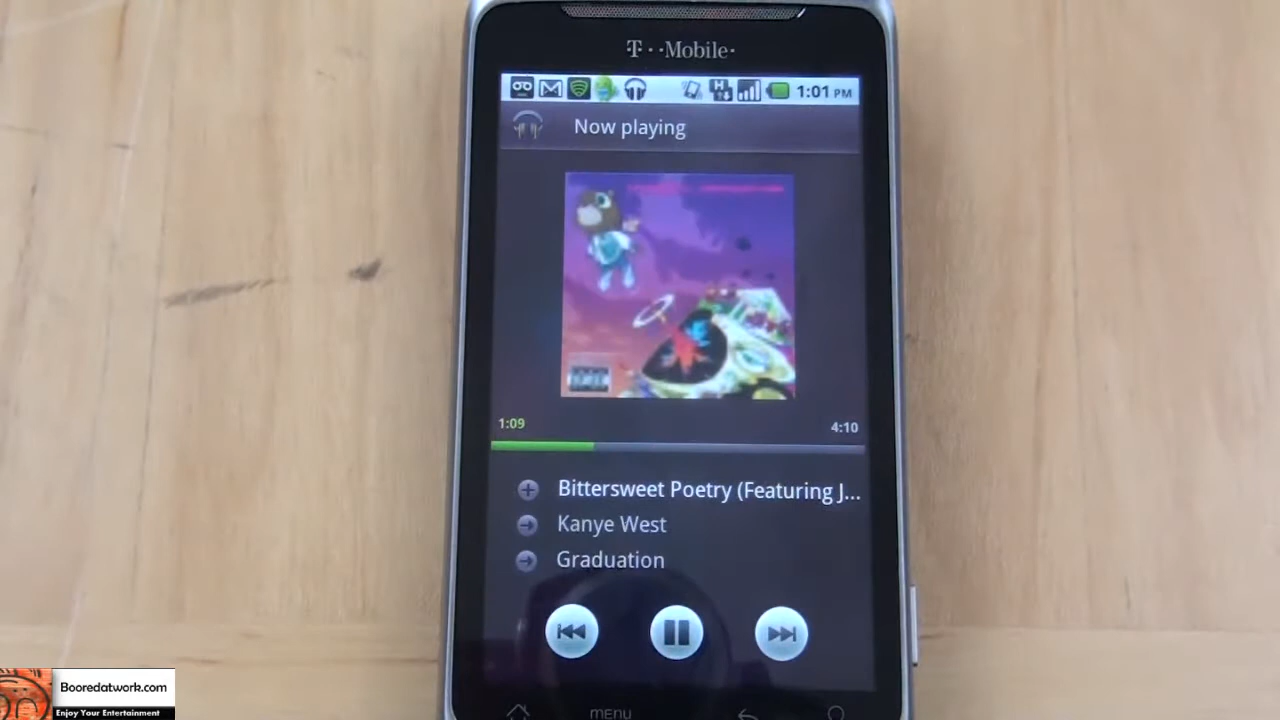 T··Mobile·
H
1:01 PM
Now playing
1:09
4:10
Bittersweet Poetry (Featuring J...
Kanye West
Graduation
MENU
Booredatwork.com
Enjoy Your Entertainment